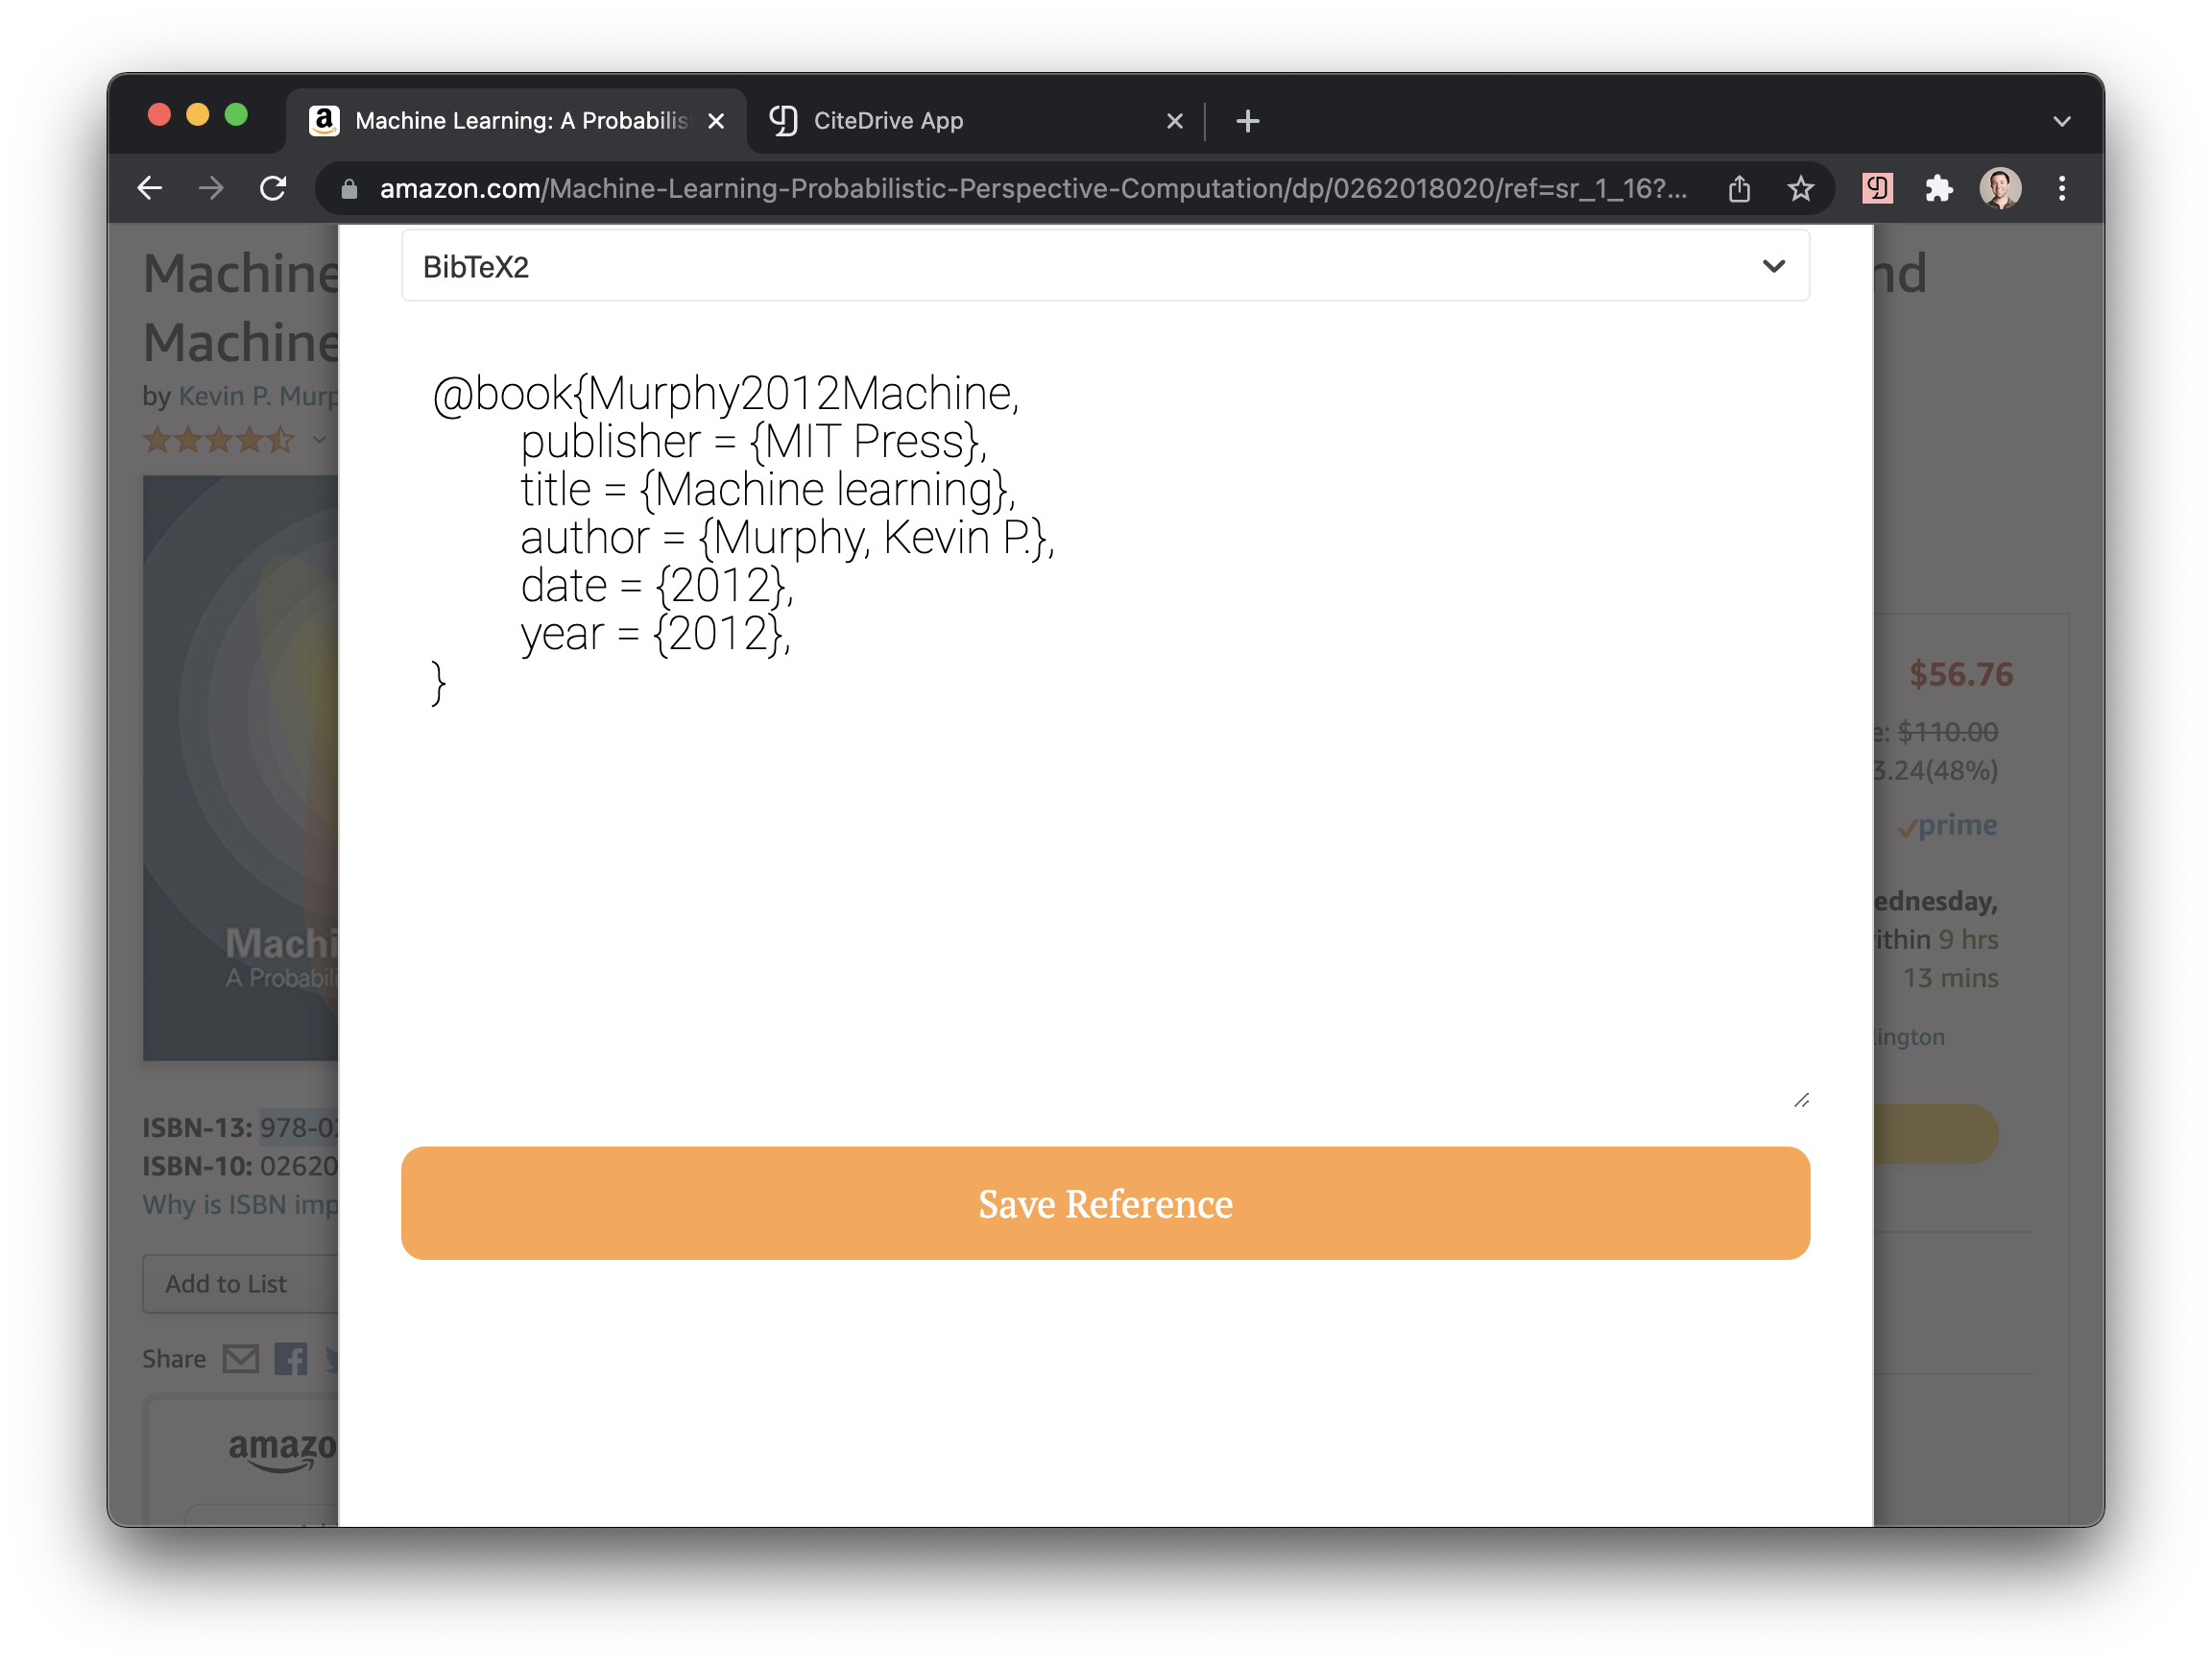 Machine Learning: A Probabilis
CiteDrive App
amazon.com/Machine-Learning-Probabilistic-Perspective-Computation/dp/0262018020/ref=sr_1_16?...
Machine
nd
Machine
by Kevin P. Murp
BibTeX2
@book{Murphy2012Machine,
publisher = {MIT Press},
title = {Machine learning},
author = {Murphy, Kevin P.},
date = {2012},
year = {2012},
}
Machi
A Probabili
$56.76
e: $110.00
3.24(48%)
prime
ednesday,
ithin 9 hrs
13 mins
lington
ISBN-13: 978-02
ISBN-10: 02620
Why is ISBN imp
Save Reference
Add to List
Share
amazo